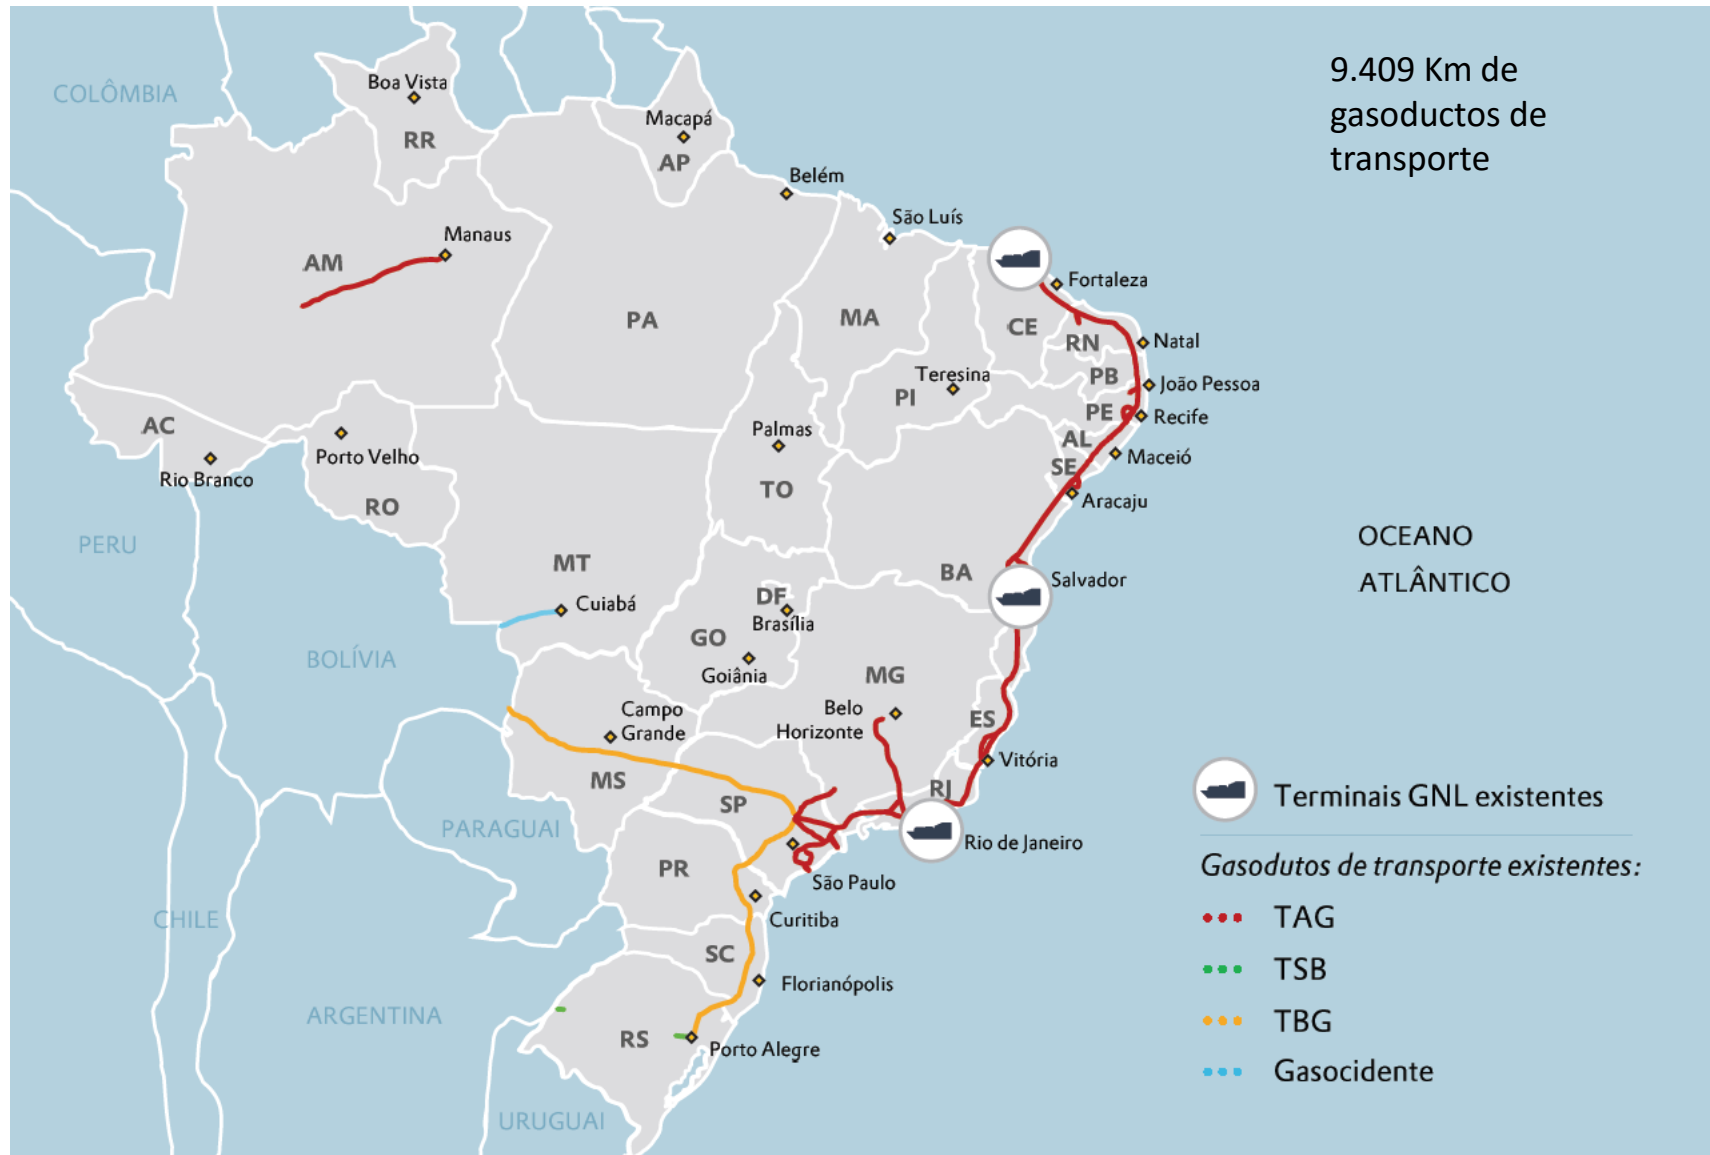 9.409 Km de
gasoductos de
transporte
COLÔMBIA
Boa Vista
RR
Macapá
AP
Belém
São Luís
Manaus
AM
Fortaleza
PA
MA
CE
RN
Natal
Teresina
PI
PB
João Pessoa
PE
Recife
AC
Porto Velho
Rio Branco
RO
Palmas
TO
AL
Maceió
SE
Aracaju
OCEANO
ATLÂNTICO
PERU
MT
Cuiabá
BA
Salvador
DF
Brasília
GO
Goiânia
BOLÍVIA
MG
Belo
Horizonte
ES
Vitória
Campo
Grande
MS
SP
RJ
Rio de Janeiro
São Paulo
PARAGUAI
PR
Curitiba
CHILE
SC
Florianópolis
ARGENTINA
RS
Porto Alegre
URUGUAI
Terminais GNL existentes
Gasodutos de transporte existentes:
TAG
TSB
TBG
Gasocidente